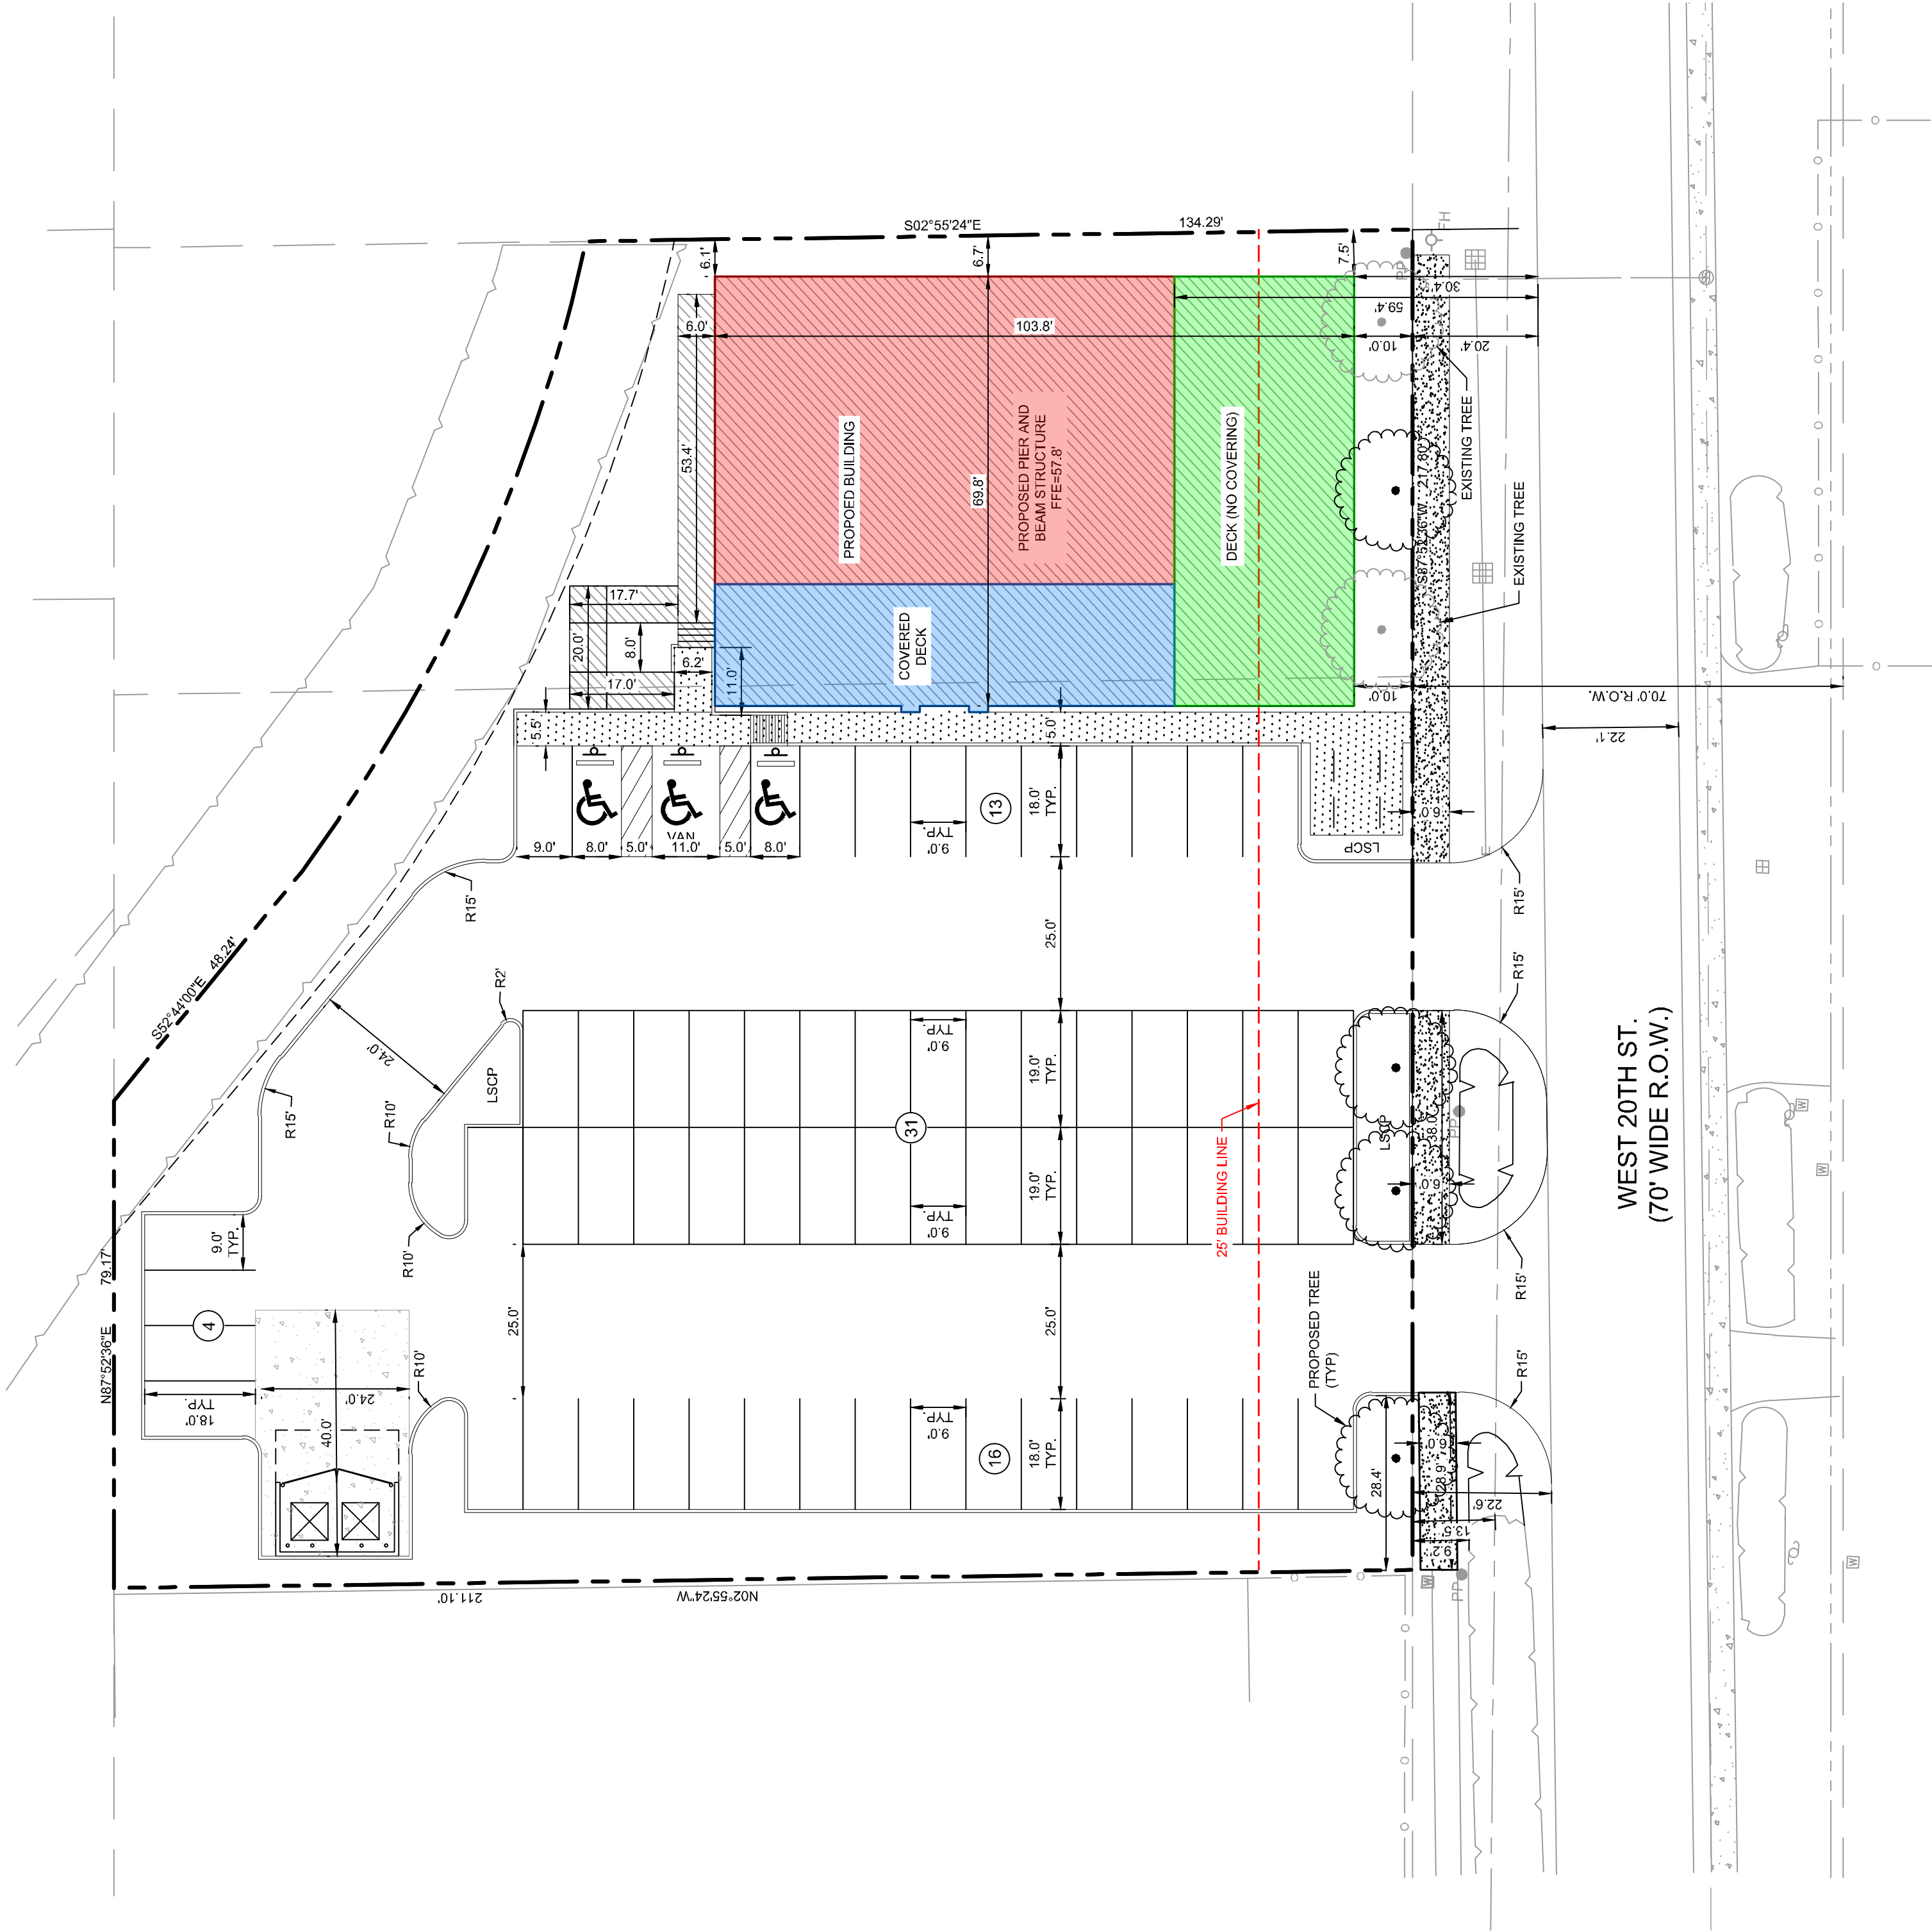 S02°55'24"E
134.29'
6.1'
6.7'
7.5'
FH
PP
30.4'
59.4'
6.0'
103.8'
10.0'
20.4'
53.4'
PROPOED BUILDING
PROPOSED PIER AND
BEAM STRUCTURE
FFE=57.8'
DECK (NO COVERING)
69.8'
S87°52'36"W
217.80'
EXISTING TREE
EXISTING TREE
17.7'
20.0'
8.0'
6.2'
17.0'
11.0'
COVERED
DECK
10.0'
70.0' R.O.W.
5.5'
5.0'
22.1'
VAN
9.0'
8.0'
5.0'
11.0'
5.0'
8.0'
9.0'
TYP.
13
18.0'
TYP.
LSCP
6.0'
E
R15'
R15'
S52°44'00"E
48.24'
25.0'
R15'
R2'
24.0'
LSCP
R15'
R10'
9.0'
TYP.
19.0'
TYP.
31
LSCP
38.0'
PP
6.0'
WEST 20TH ST.
(70' WIDE R.O.W.)
19.0'
TYP.
9.0'
TYP.
25' BUILDING LINE
R10'
R15'
79.17'
N87°52'36"E
9.0'
TYP.
4
18.0'
TYP.
24.0'
40.0'
R10'
25.0'
25.0'
PROPOSED TREE
(TYP)
R15'
9.0'
TYP.
16
18.0'
TYP.
28.4'
6.0'
28.9'
22.6'
13.5'
9.2'
W
PP
211.10'
N02°55'24"W
W
W
W